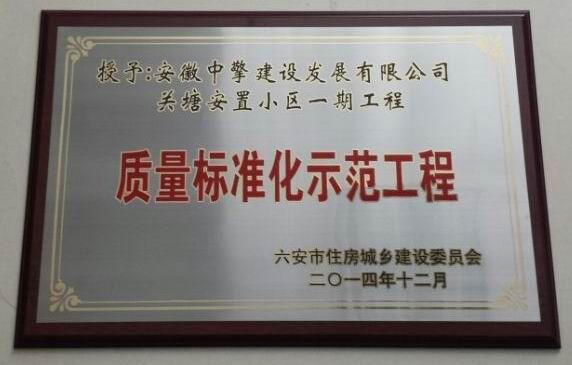 授予:安徽中擎建设发展有限公司
关塘安置小区一期工程
质量标准化示范工程
六安市住房城乡建设委员会
二〇一四年十二月